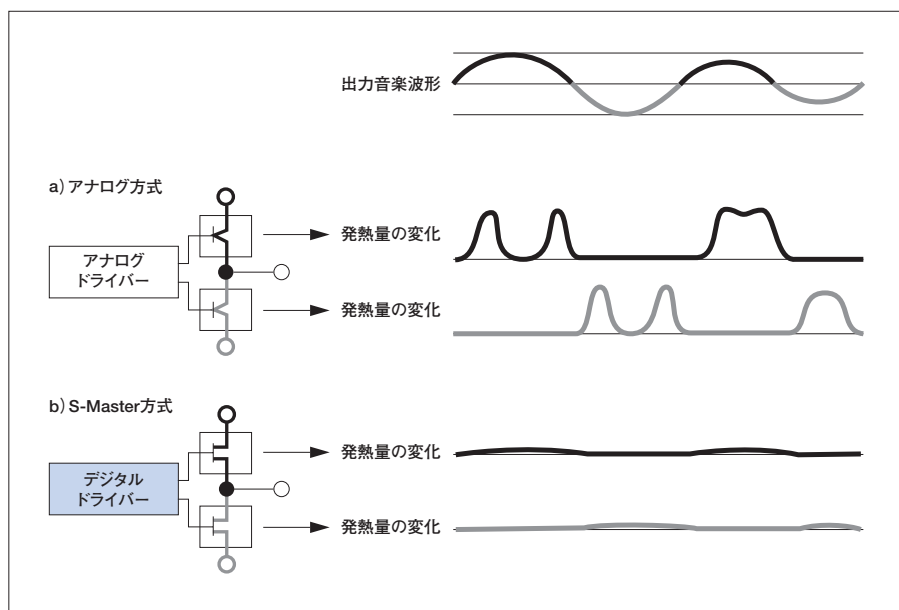 出力音楽波形
a)アナログ方式
アナログ
ドライバー
発熱量の変化
発熱量の変化
b)S-Master方式
デジタル
ドライバー
発熱量の変化
発熱量の変化